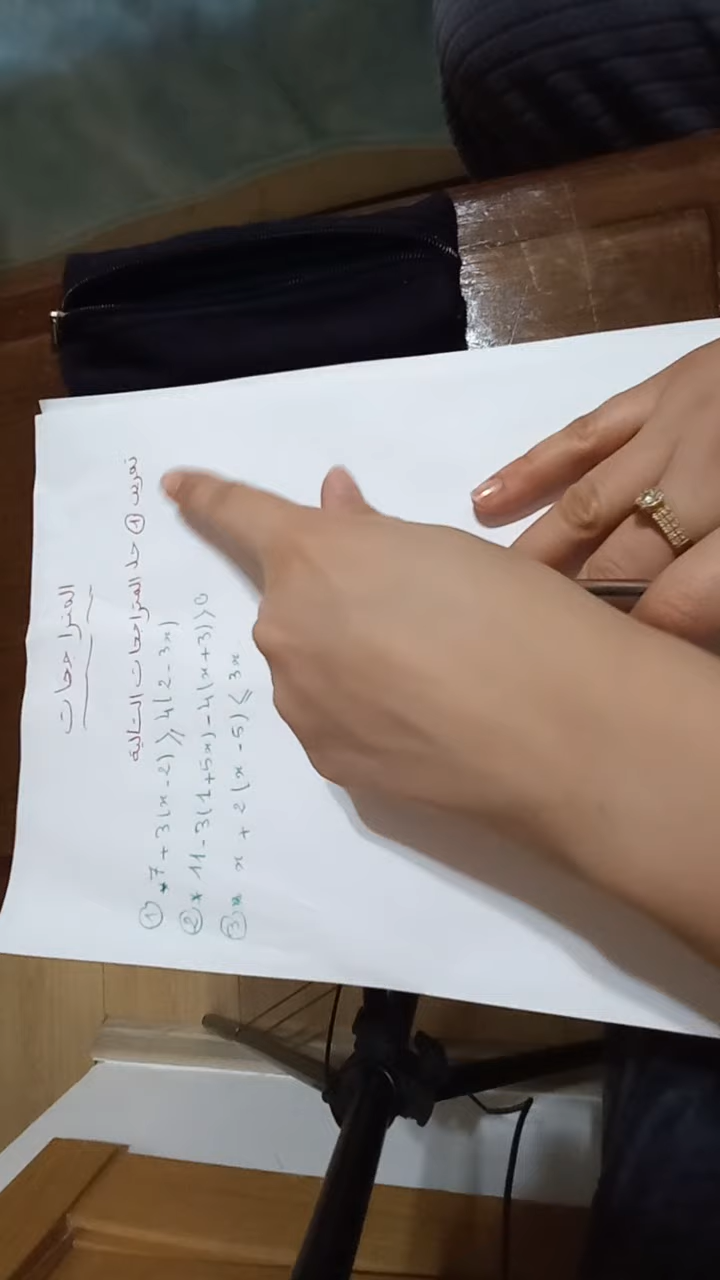 المتراجحات
تمرين ① حل المتراجحات التالية
① * 7 + 3(x - 2) ⩾ 4(2 - 3x)
② * 11 - 3(1 + 5x) - 4(x + 3) > 0
③ * x + 2(x - 5) ⩽ 3x